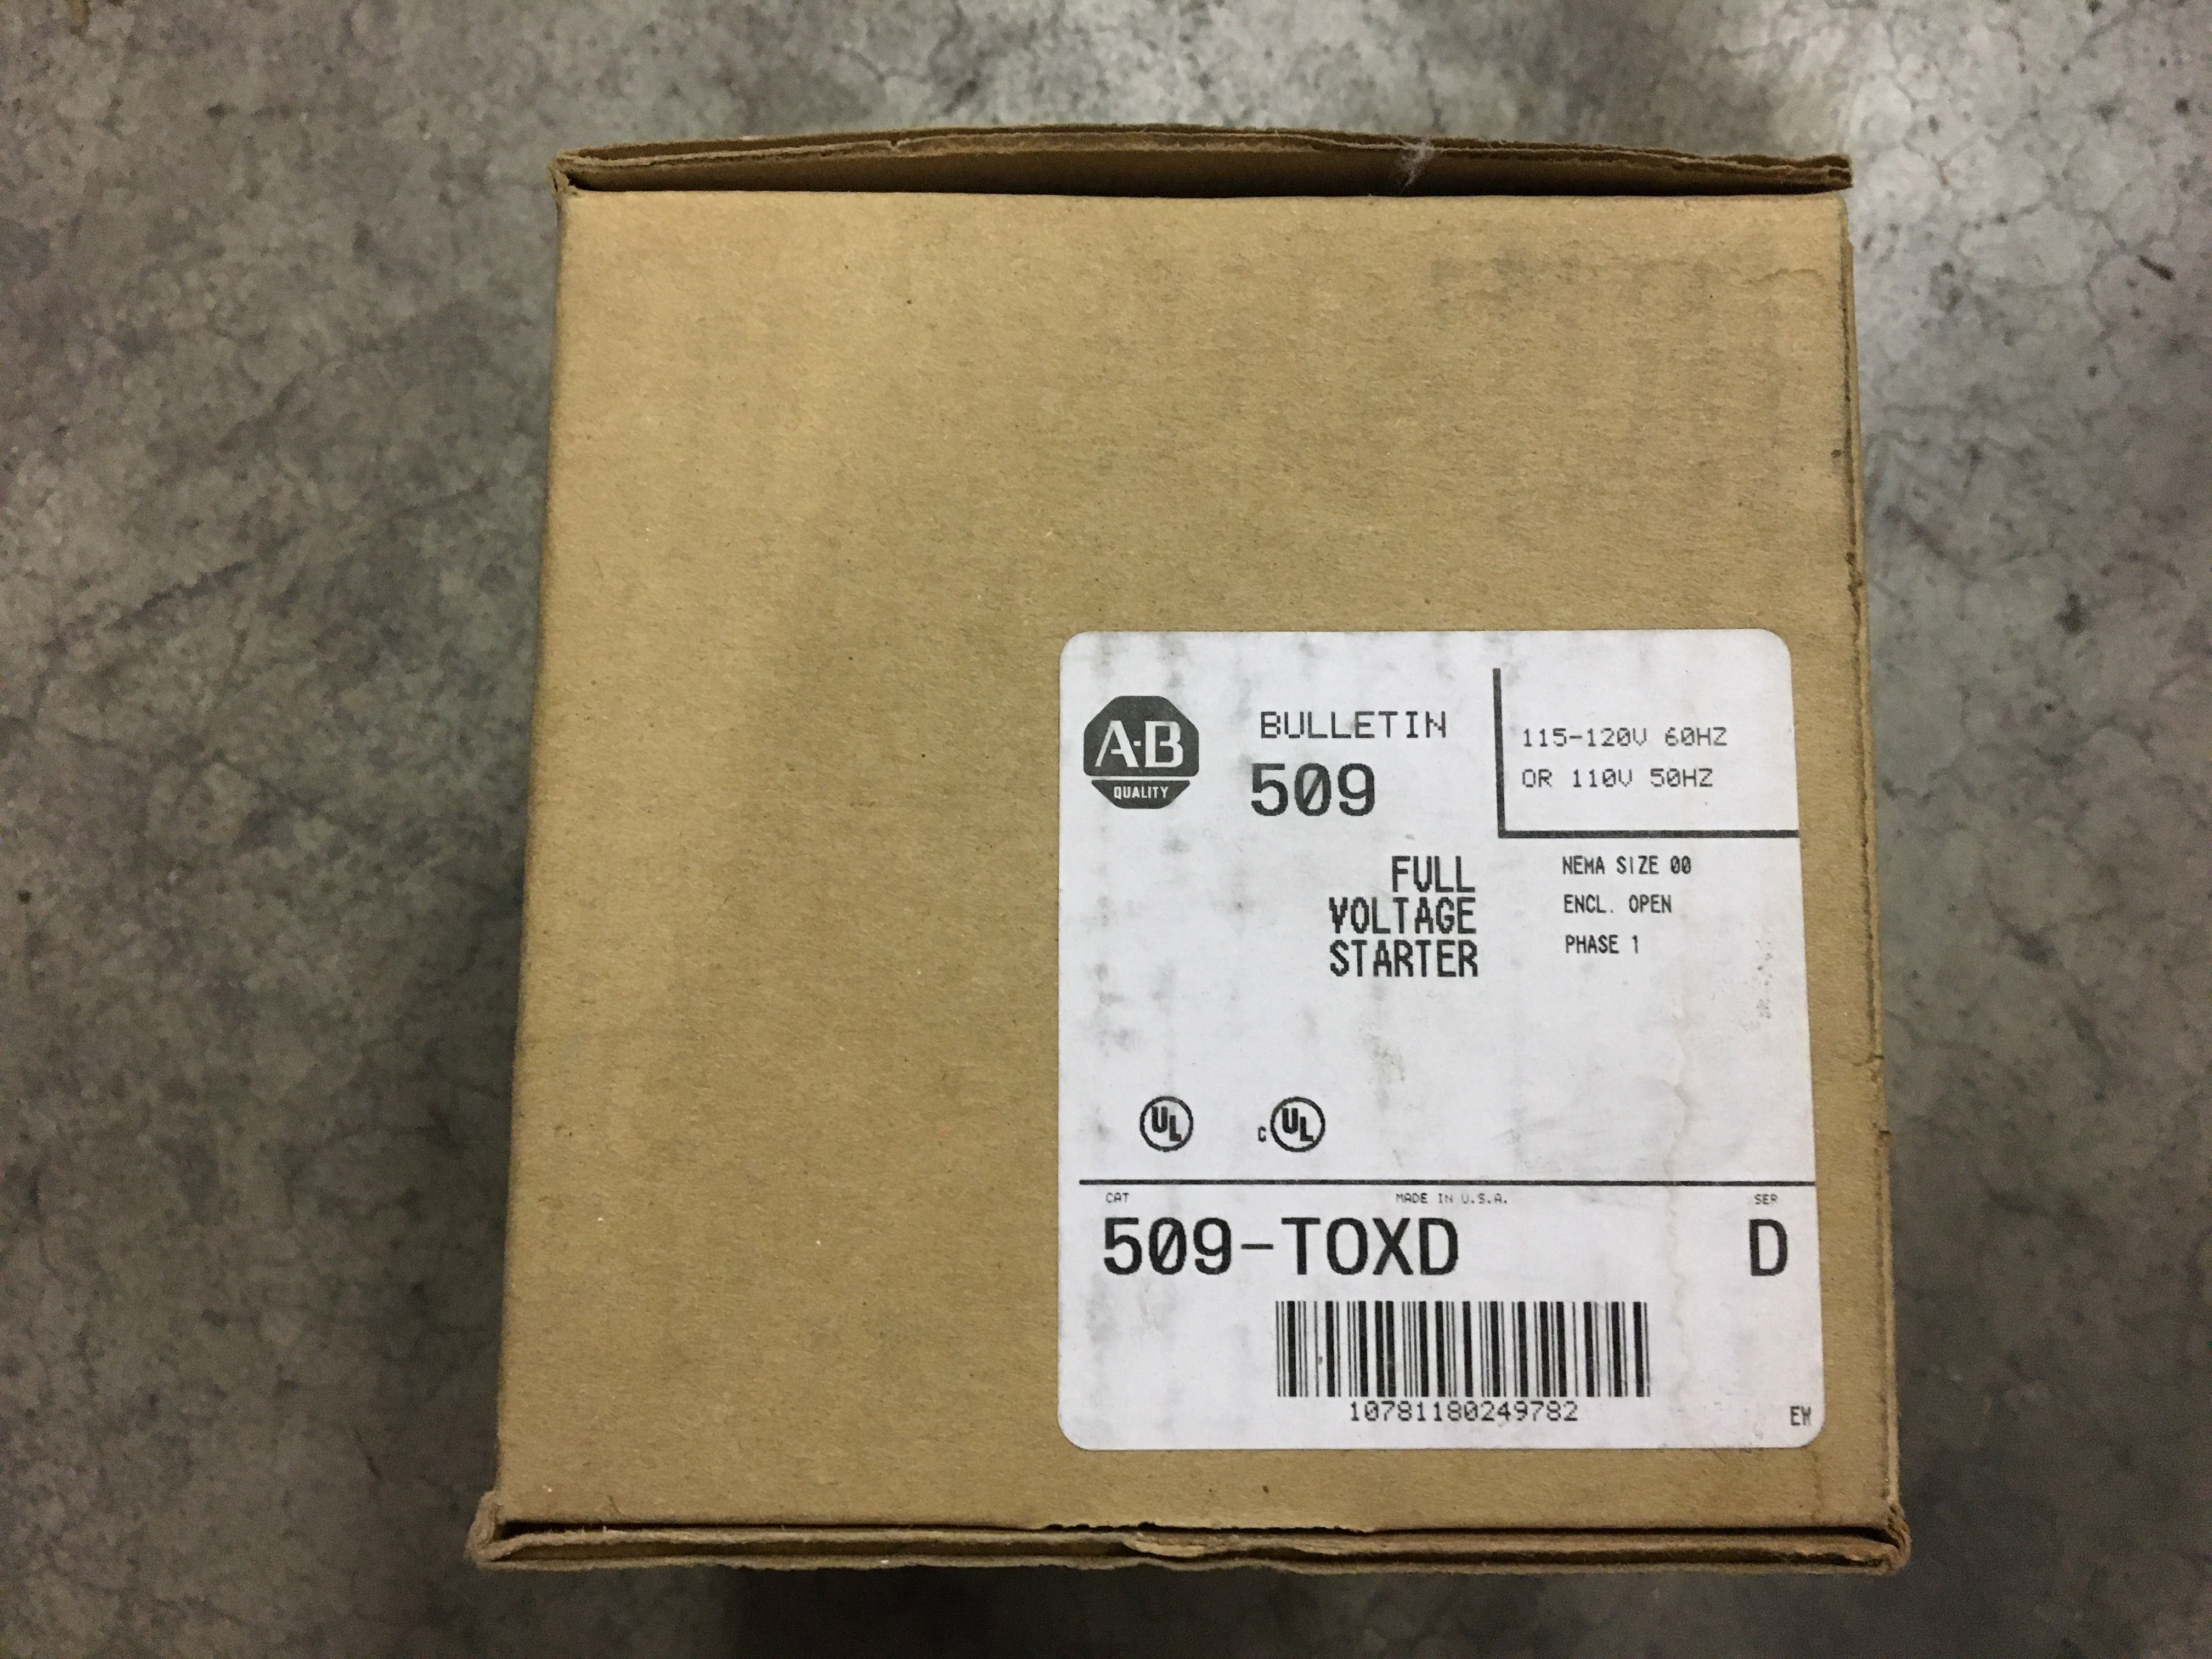 A-B
QUALITY
BULLETIN
509
115-120V 60HZ
OR 110V 50HZ
FULL
VOLTAGE
STARTER
NEMA SIZE 00
ENCL. OPEN
PHASE 1
UL
c UL
CAT
MADE IN U.S.A.
SER
509-TOXD
D
10781180249782
EW